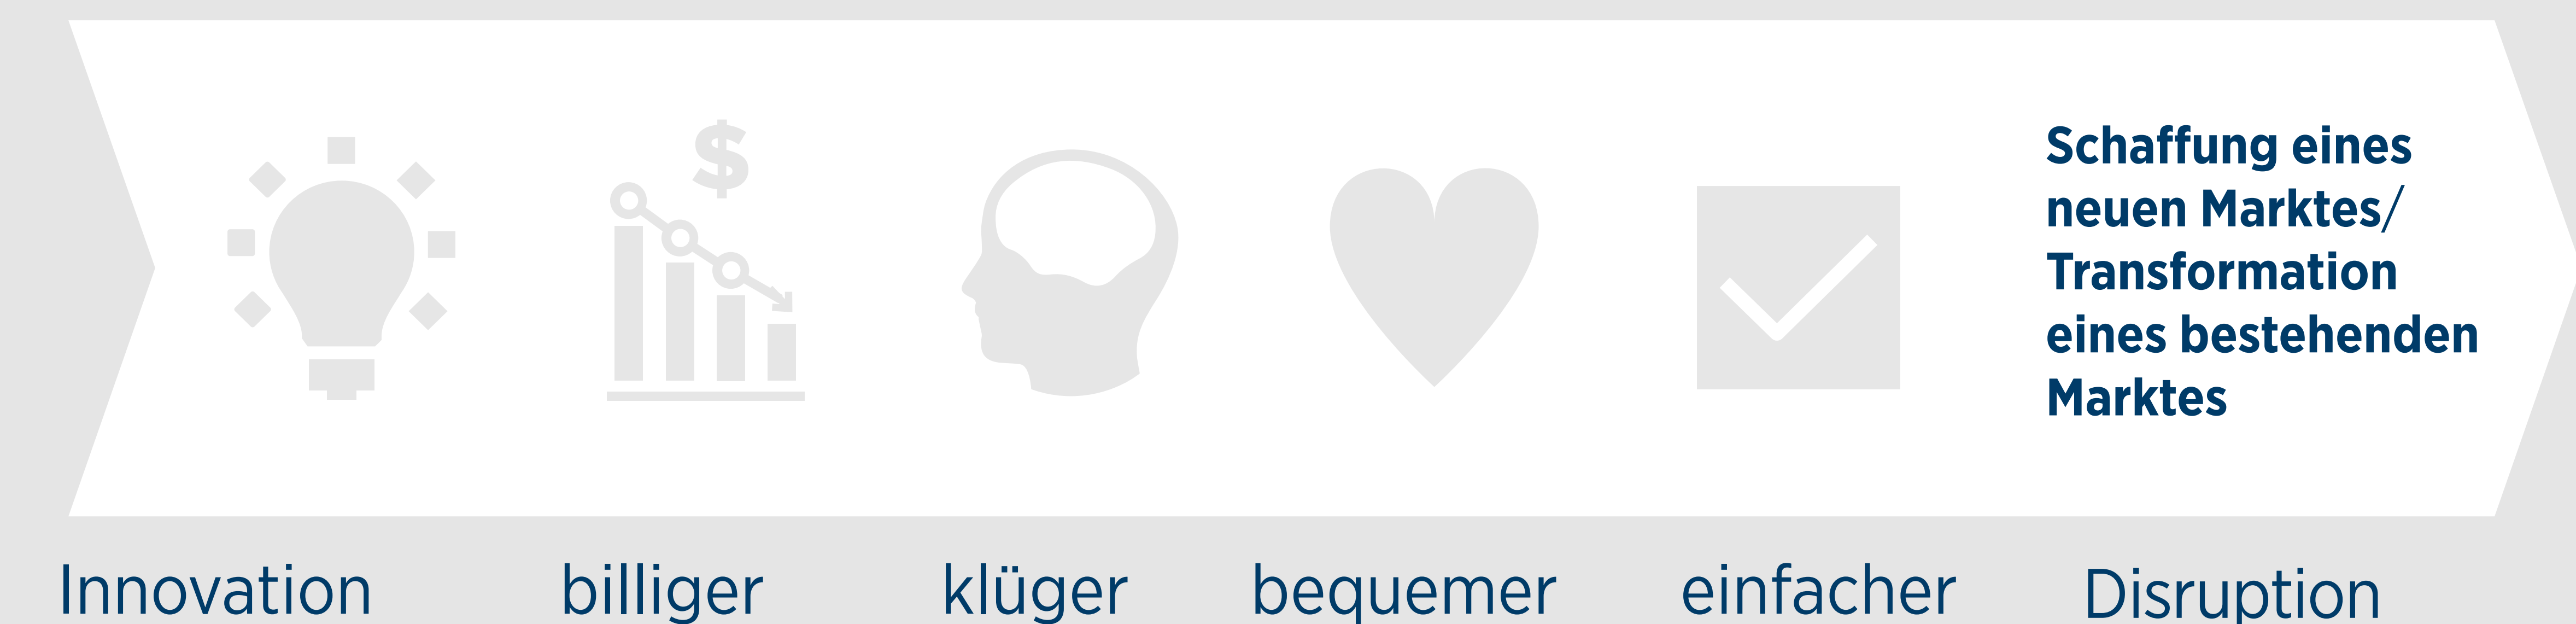 $
Schaffung eines
neuen Marktes/
Transformation
eines bestehenden
Marktes
Innovation billiger klüger bequemer einfacher Disruption